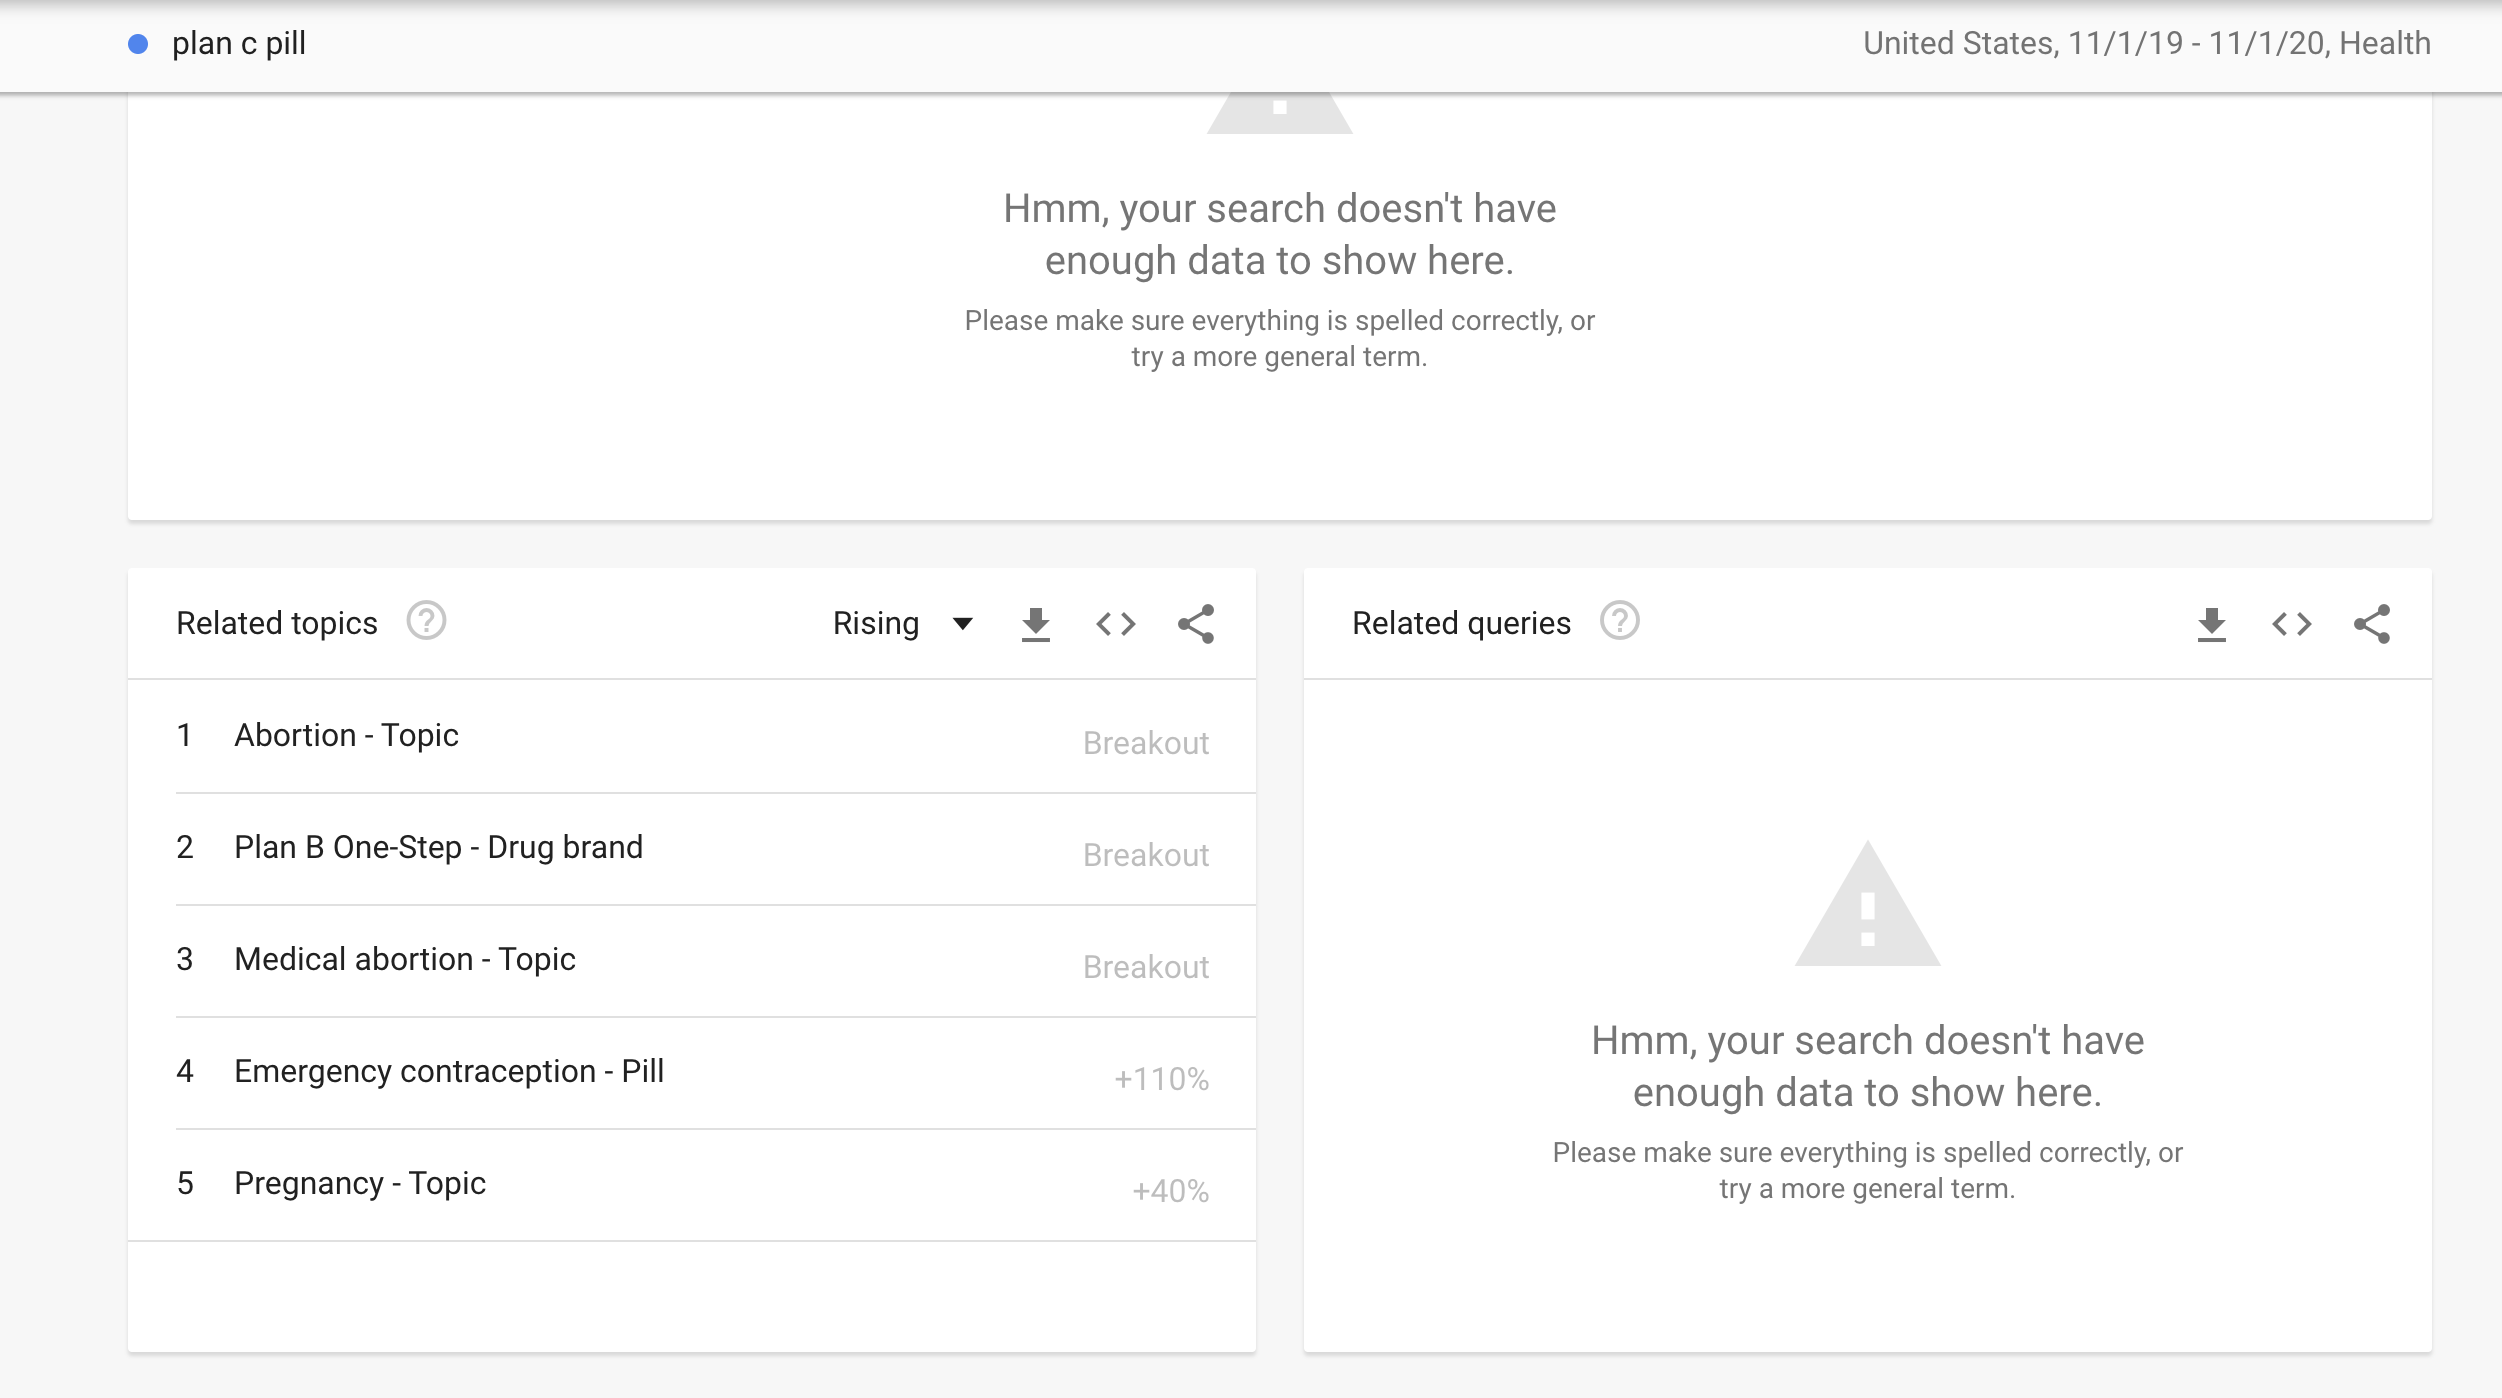 plan c pill
United States, 11/1/19 - 11/1/20, Health
Hmm, your search doesn't have
enough data to show here.
Please make sure everything is spelled correctly, or
try a more general term.
Related topics
Rising
1 Abortion - Topic Breakout
2 Plan B One-Step - Drug brand Breakout
3 Medical abortion - Topic Breakout
4 Emergency contraception - Pill +110%
5 Pregnancy - Topic +40%
Related queries
Hmm, your search doesn't have
enough data to show here.
Please make sure everything is spelled correctly, or
try a more general term.